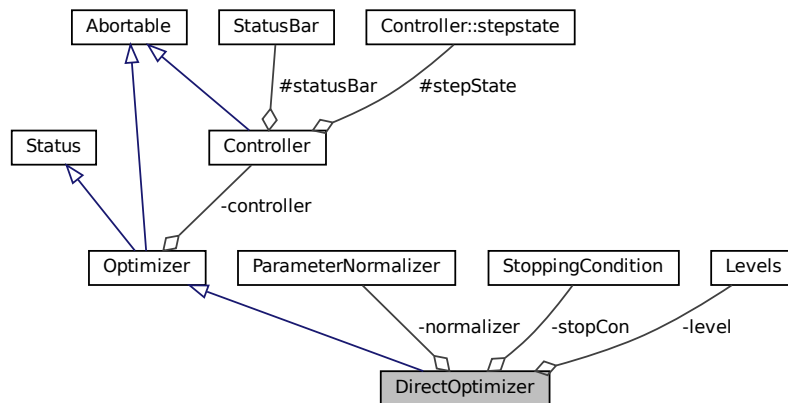 Abortable
StatusBar
Controller::stepstate
#statusBar
#stepState
Status
Controller
-controller
Optimizer
ParameterNormalizer
StoppingCondition
Levels
-normalizer
-stopCon
-level
DirectOptimizer